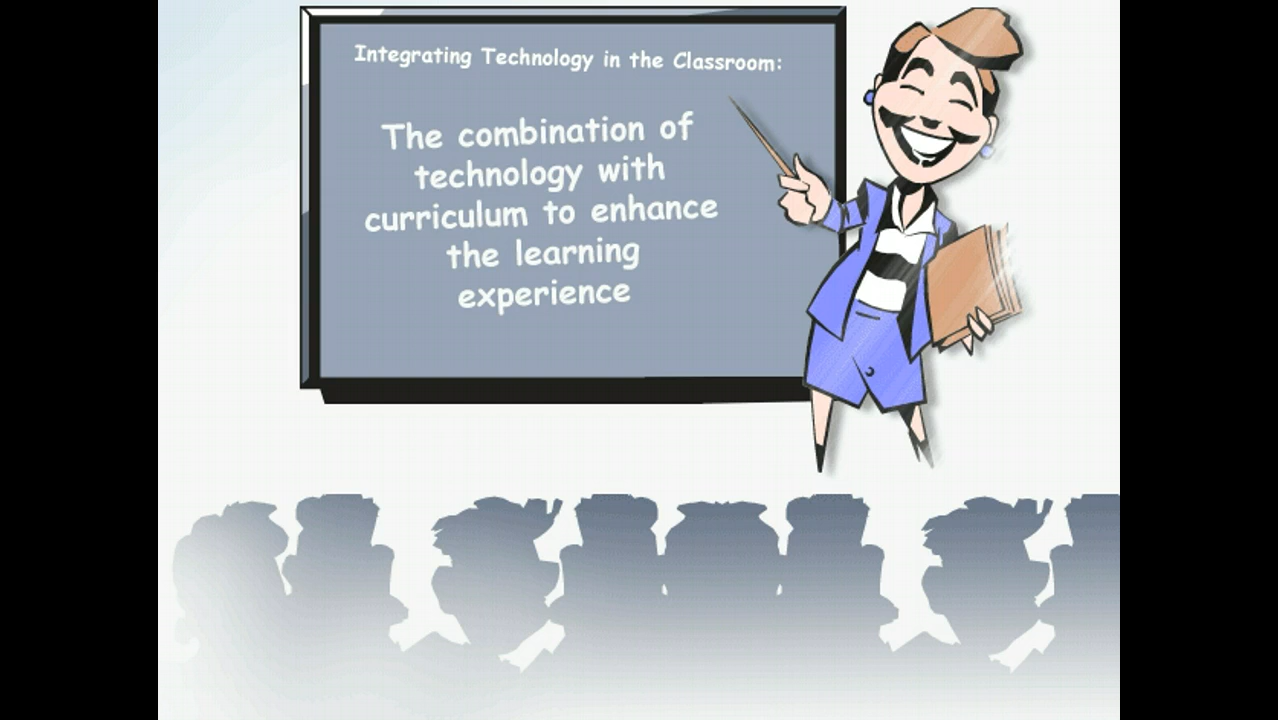 Integrating Technology in the Classroom:
The combination of
technology with
curriculum to enhance
the learning
experience